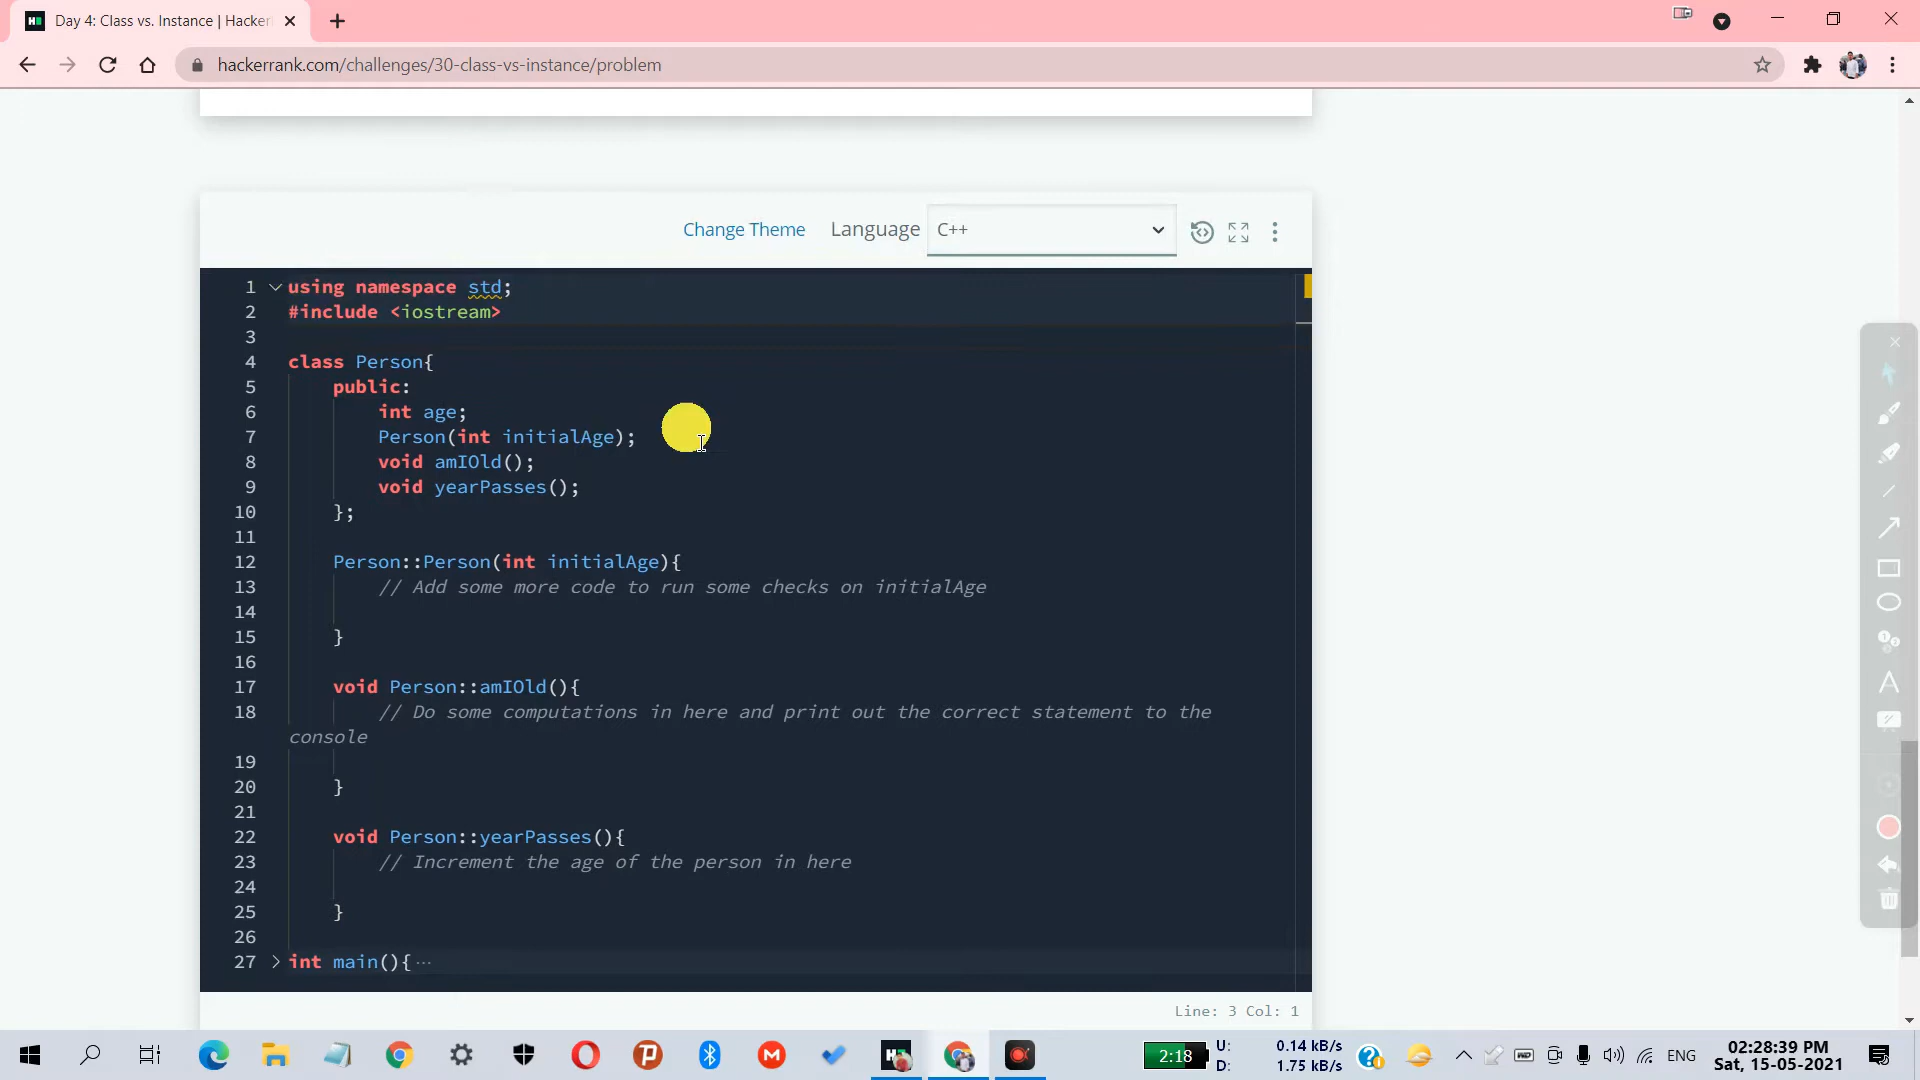 Day 4: Class vs. Instance | Hacker
hackerrank.com/challenges/30-class-vs-instance/problem
Change Theme Language C++
1 using namespace std;
2 #include <iostream>
3
4 class Person{
5 public:
6 int age;
7 Person(int initialAge);
8 void amIOld();
9 void yearPasses();
10 };
11
12 Person::Person(int initialAge){
13 // Add some more code to run some checks on initialAge
14
15 }
16
17 void Person::amIOld(){
18 // Do some computations in here and print out the correct statement to the
console
19
20 }
21
22 void Person::yearPasses(){
23 // Increment the age of the person in here
24
25 }
26
27 int main(){ ···
Line: 3 Col: 1
2:18
U: 0.14 kB/s
D: 1.75 kB/s
ENG
02:28:39 PM
Sat, 15-05-2021